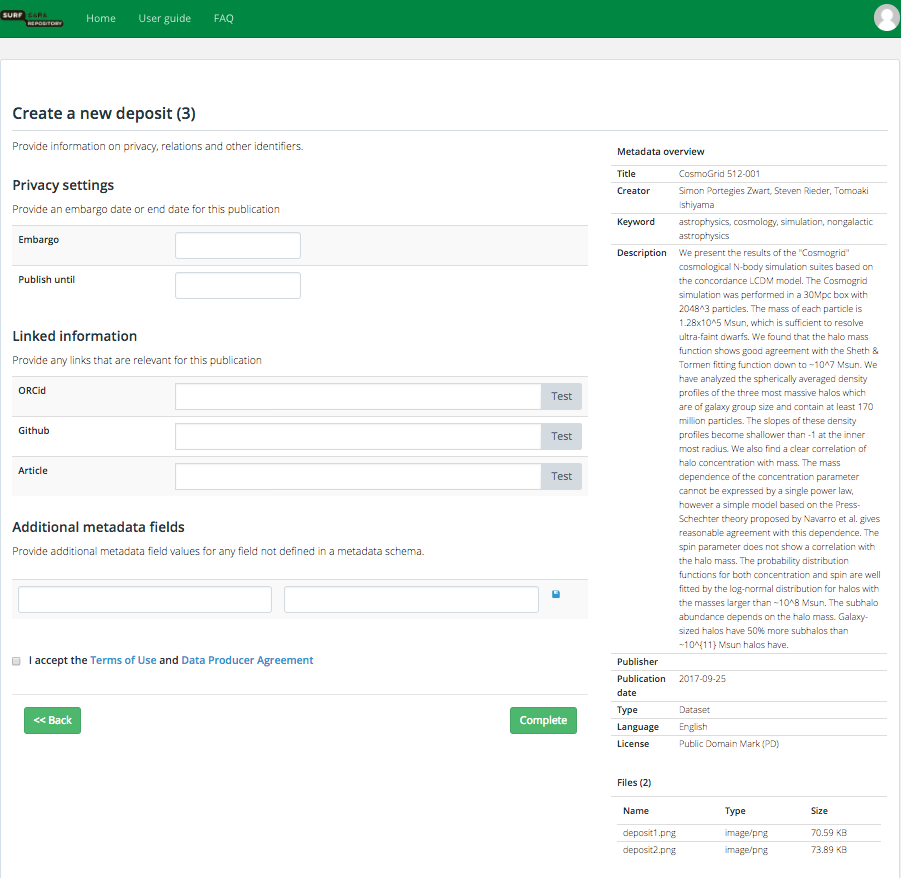 SURF SARA
REPOSITORY
Home User guide FAQ
Create a new deposit (3)
Provide information on privacy, relations and other identifiers.
Privacy settings
Provide an embargo date or end date for this publication
Embargo
Publish until
Linked information
Provide any links that are relevant for this publication
ORCid Test
Github Test
Article Test
Additional metadata fields
Provide additional metadata field values for any field not defined in a metadata schema.
I accept the Terms of Use and Data Producer Agreement
<< Back Complete
Metadata overview
Title CosmoGrid 512-001
Creator Simon Portegies Zwart, Steven Rieder, Tomoaki
Ishiyama
Keyword astrophysics, cosmology, simulation, nongalactic
astrophysics
Description We present the results of the "Cosmogrid"
cosmological N-body simulation suites based on
the concordance LCDM model. The Cosmogrid
simulation was performed in a 30Mpc box with
2048^3 particles. The mass of each particle is
1.28x10^5 Msun, which is sufficient to resolve
ultra-faint dwarfs. We found that the halo mass
function shows good agreement with the Sheth &
Tormen fitting function down to ~10^7 Msun. We
have analyzed the spherically averaged density
profiles of the three most massive halos which
are of galaxy group size and contain at least 170
million particles. The slopes of these density
profiles become shallower than -1 at the inner
most radius. We also find a clear correlation of
halo concentration with mass. The mass
dependence of the concentration parameter
cannot be expressed by a single power law,
however a simple model based on the Press-
Schechter theory proposed by Navarro et al. gives
reasonable agreement with this dependence. The
spin parameter does not show a correlation with
the halo mass. The probability distribution
functions for both concentration and spin are well
fitted by the log-normal distribution for halos with
the masses larger than ~10^8 Msun. The subhalo
abundance depends on the halo mass. Galaxy-
sized halos have 50% more subhalos than
~10^{11} Msun halos have.
Publisher
Publication 2017-09-25
date
Type Dataset
Language English
License Public Domain Mark (PD)
Files (2)
Name Type Size
deposit1.png image/png 70.59 KB
deposit2.png image/png 73.89 KB